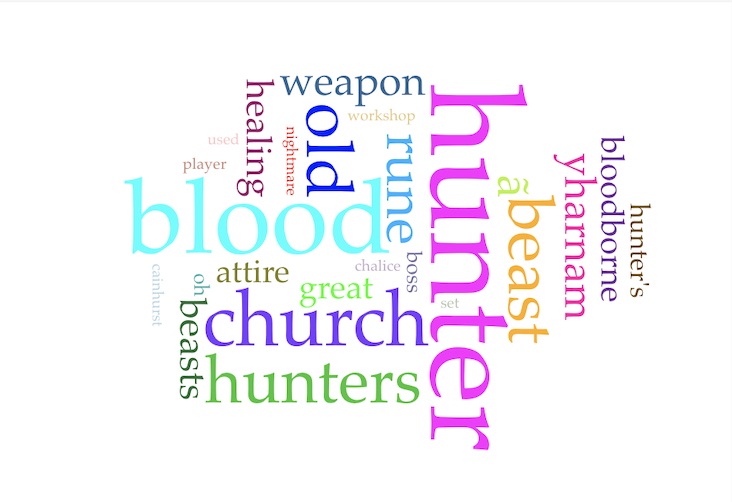 weapon
healing
old
workshop
used
nightmare
player
rune
hunter
blood
ã
beast
yharnam
bloodborne
hunter's
cainhurst
oh
attire
chalice
boss
great
set
beasts
church
hunters